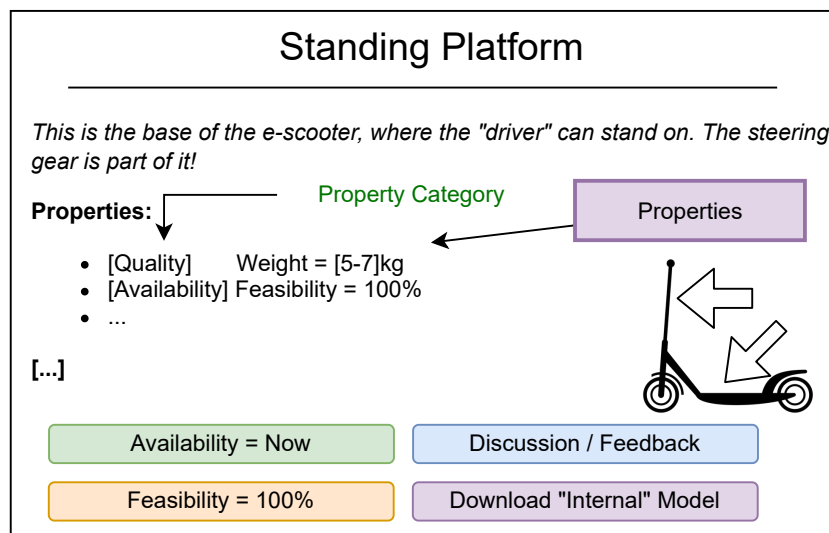 Standing Platform
This is the base of the e-scooter, where the "driver" can stand on. The steering
gear is part of it!
Property Category
Properties
Properties:
[Quality] Weight = [5-7]kg
[Availability] Feasibility = 100%
...
[...]
Availability = Now
Discussion / Feedback
Feasibility = 100%
Download "Internal" Model